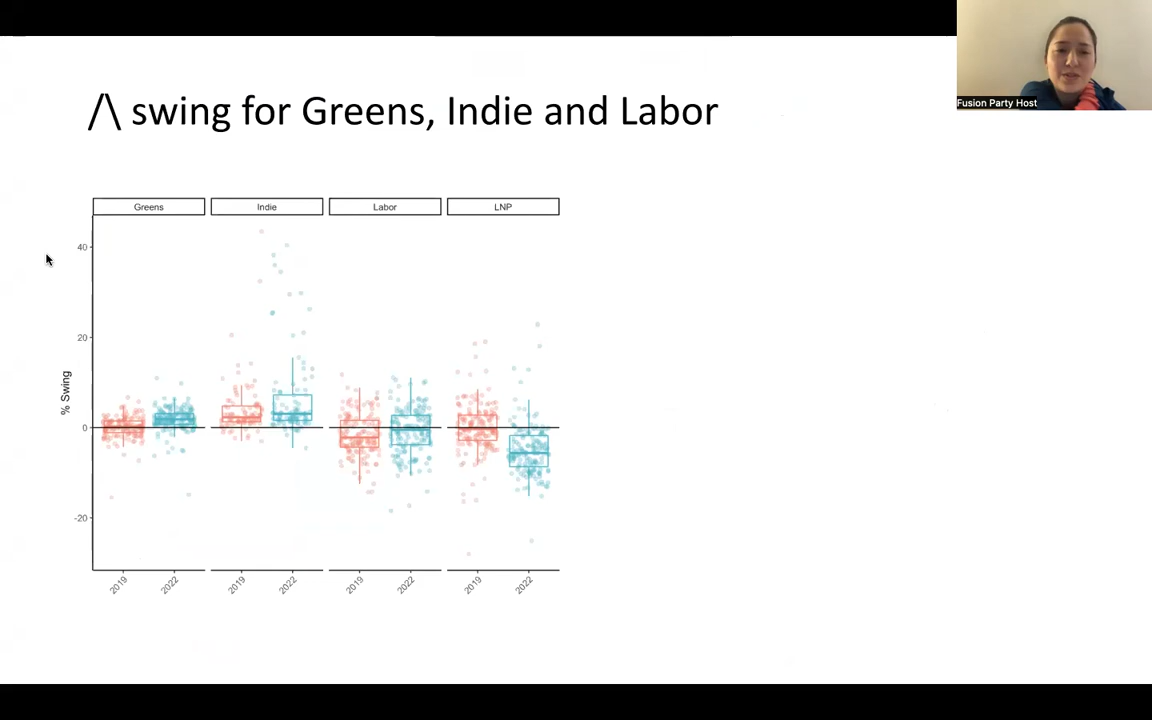 /\ swing for Greens, Indie and Labor
Fusion Party Host
Greens Indie Labor LNP
% Swing
40
20
0
-20
2019 2022 2019 2022 2019 2022 2019 2022